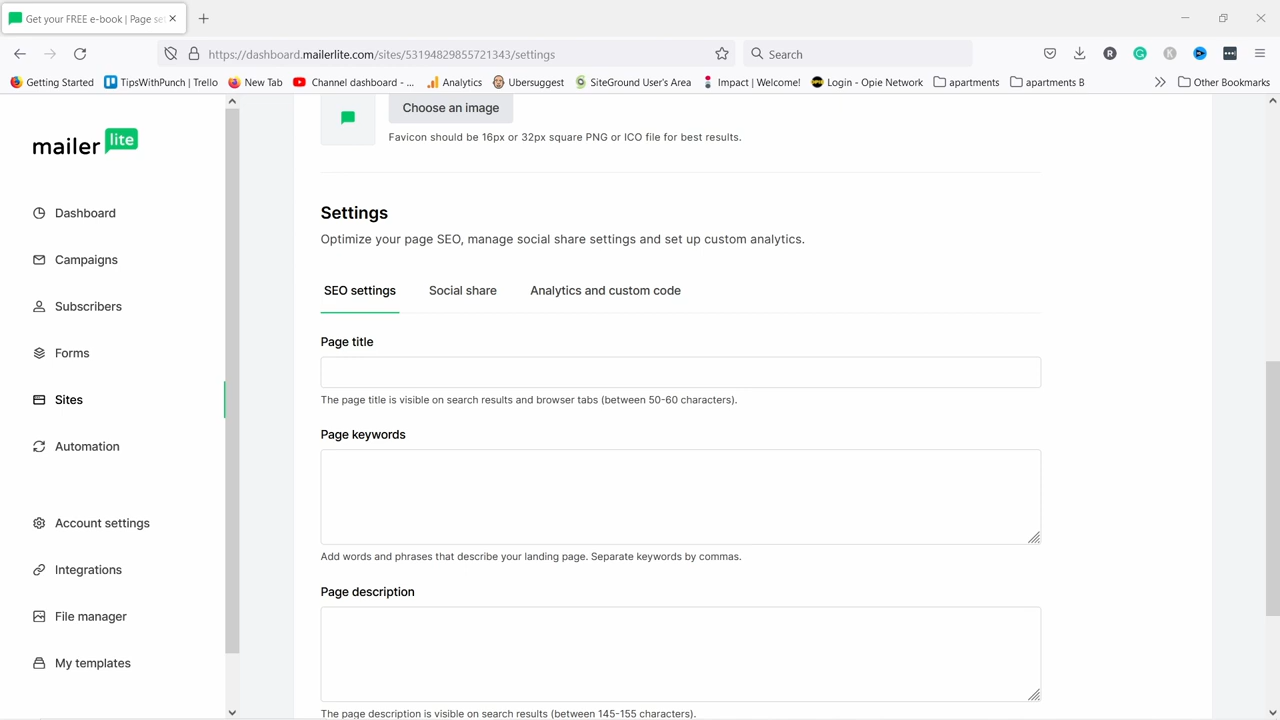 Get your FREE e-book | Page se
https://dashboard.mailerlite.com/sites/53194829855721343/settings
Search
R
K
Getting Started
TipsWithPunch | Trello
New Tab
Channel dashboard - ...
Analytics
Ubersuggest
SiteGround User's Area
Impact | Welcome!
Login - Opie Network
apartments
apartments B
Other Bookmarks
mailer lite
Dashboard
Campaigns
Subscribers
Forms
Sites
Automation
Account settings
Integrations
File manager
My templates
Choose an image
Favicon should be 16px or 32px square PNG or ICO file for best results.
Settings
Optimize your page SEO, manage social share settings and set up custom analytics.
SEO settings
Social share
Analytics and custom code
Page title
The page title is visible on search results and browser tabs (between 50-60 characters).
Page keywords
Add words and phrases that describe your landing page. Separate keywords by commas.
Page description
The page description is visible on search results (between 145-155 characters).